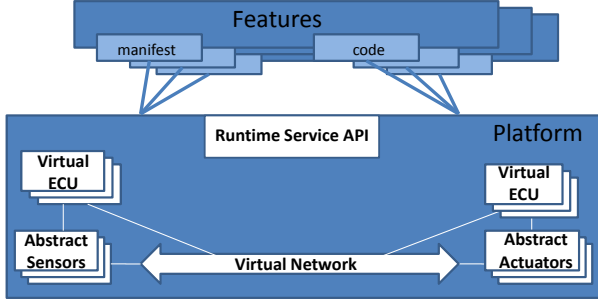 Features
manifest
code
Runtime Service API
Platform
Virtual
ECU
Virtual
ECU
Abstract
Sensors
Virtual Network
Abstract
Actuators